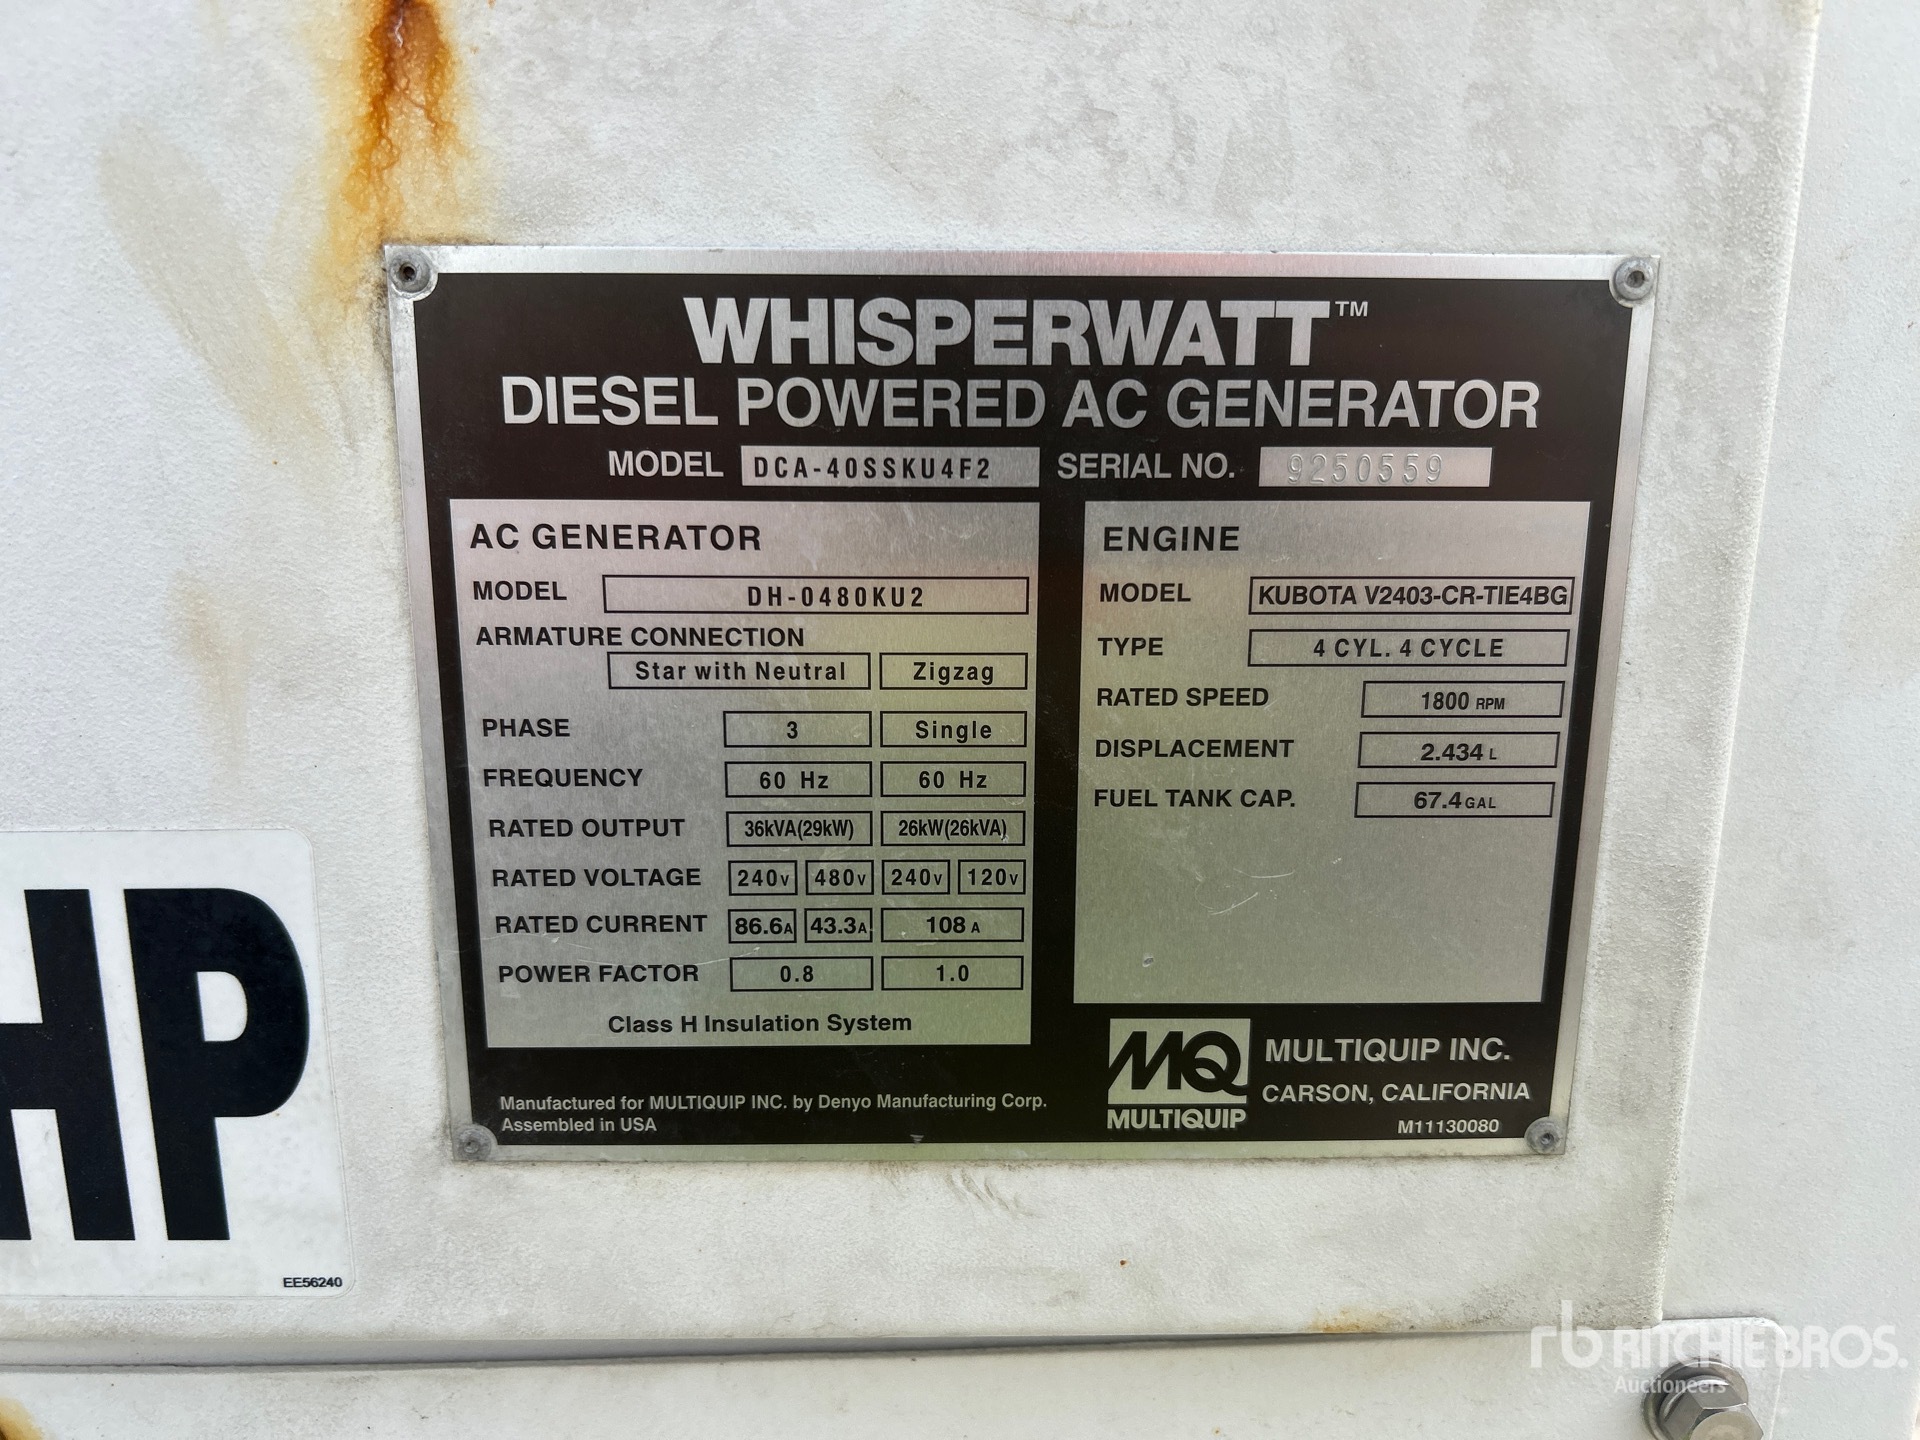 WHISPERWATT™
DIESEL POWERED AC GENERATOR
MODEL DCA-40SSKU4F2 SERIAL NO. 9250559
AC GENERATOR
MODEL DH-0480KU2
ARMATURE CONNECTION
Star with Neutral Zigzag
PHASE 3 Single
FREQUENCY 60 Hz 60 Hz
RATED OUTPUT 36kVA(29kW) 26kW(26kVA)
RATED VOLTAGE 240V 480V 240V 120V
RATED CURRENT 86.6A 43.3A 108 A
POWER FACTOR 0.8 1.0
Class H Insulation System
ENGINE
MODEL KUBOTA V2403-CR-TIE4BG
TYPE 4 CYL. 4 CYCLE
RATED SPEED 1800 RPM
DISPLACEMENT 2.434 L
FUEL TANK CAP. 67.4 GAL
Manufactured for MULTIQUIP INC. by Denyo Manufacturing Corp.
Assembled in USA
MQ
MULTIQUIP
MULTIQUIP INC.
CARSON, CALIFORNIA
M11130080
HP
EE56240
rb RITCHIE BROS.
Auctioneers